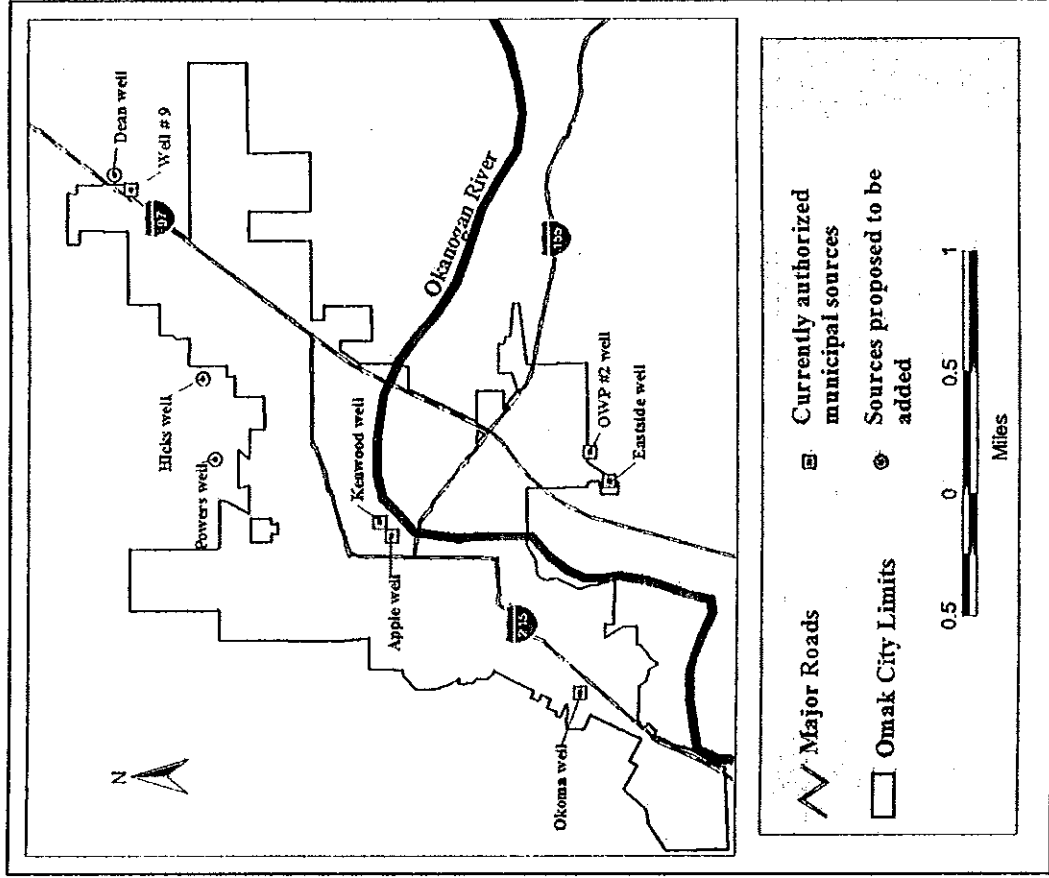 N
Dean well
Well # 9
97
Hicks well
Powers well
Kenwood well
Apple well
Okanogan River
155
215
OWP #2 well
Eastside well
Okoma well
Major Roads
Omak City Limits
Currently authorized
municipal sources
Sources proposed to be
added
0.5 0 0.5 1
Miles